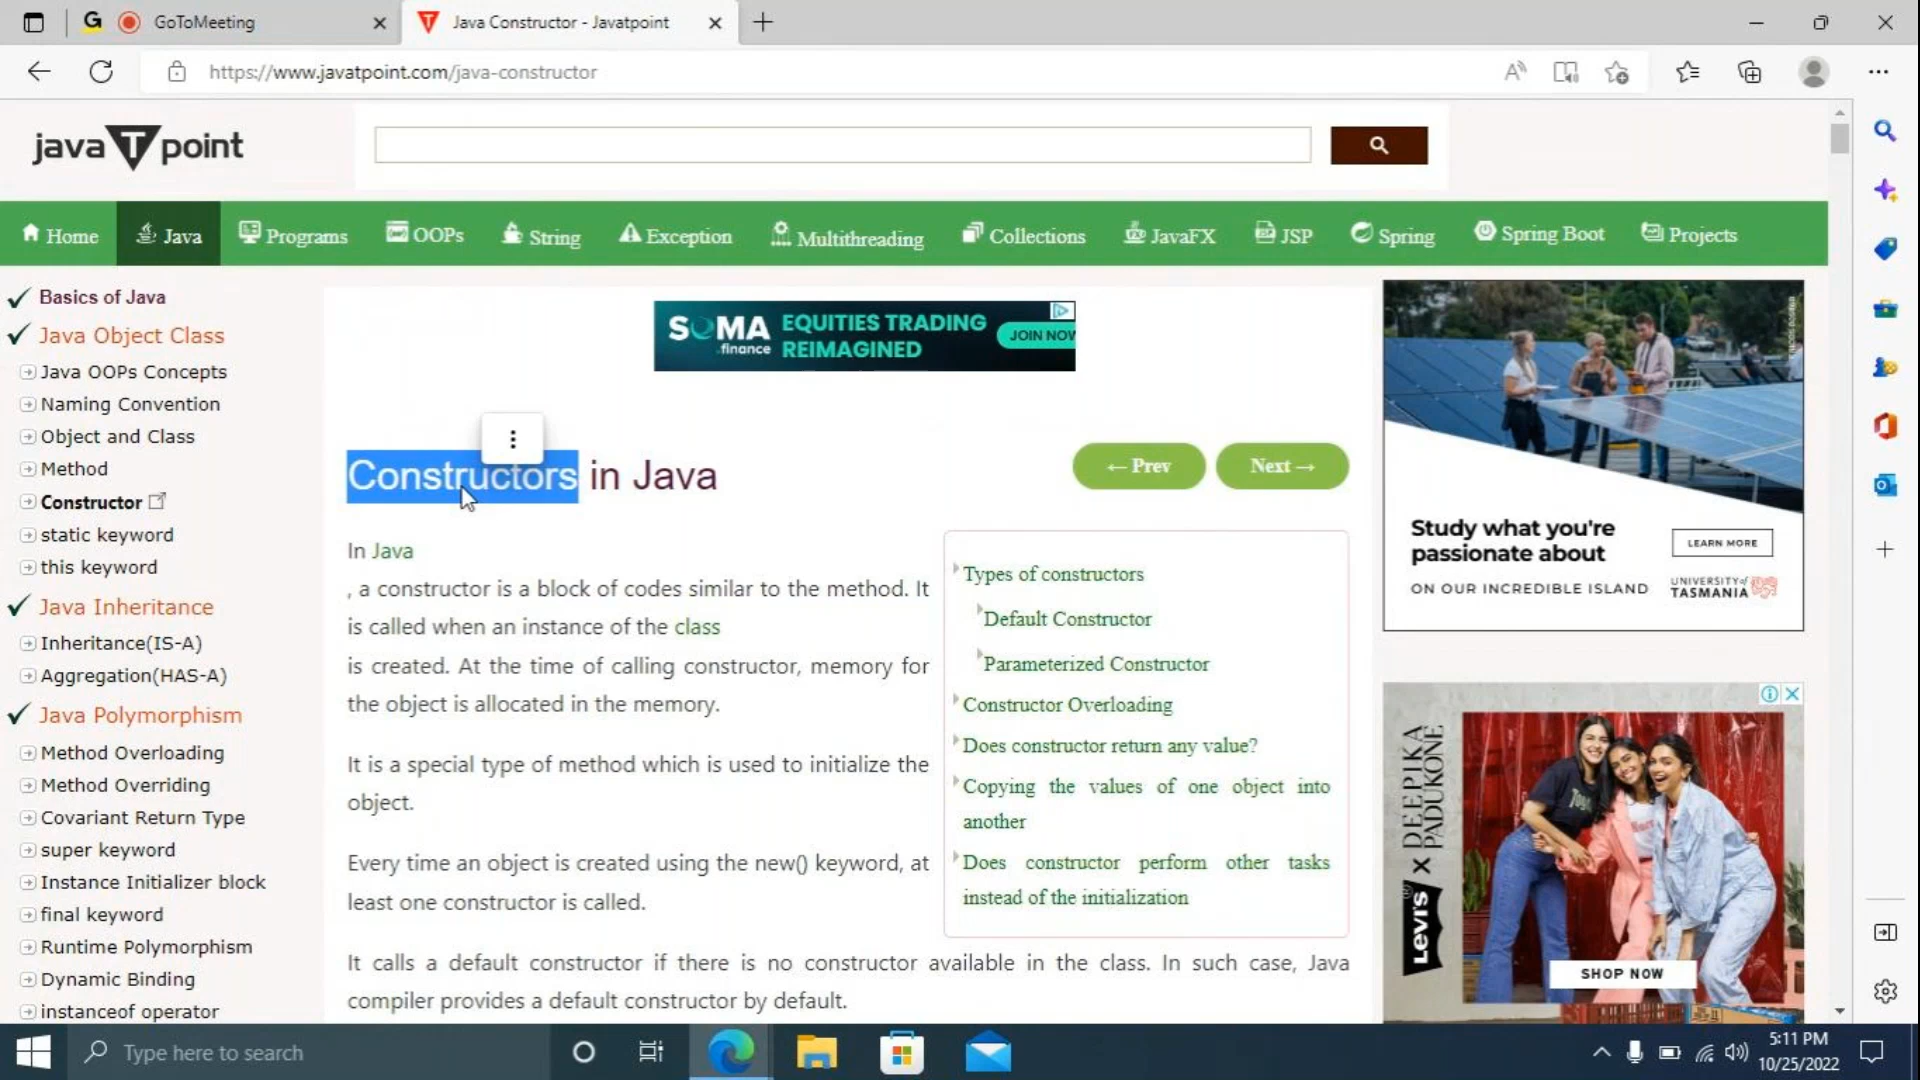 G GoToMeeting
Java Constructor - Javatpoint
https://www.javatpoint.com/java-constructor
java T point
Home
Java
Programs
OOPs
String
Exception
Multithreading
Collections
JavaFX
JSP
Spring
Spring Boot
Projects
Basics of Java
Java Object Class
Java OOPs Concepts
Naming Convention
Object and Class
Method
Constructor
static keyword
this keyword
Java Inheritance
Inheritance(IS-A)
Aggregation(HAS-A)
Java Polymorphism
Method Overloading
Method Overriding
Covariant Return Type
super keyword
Instance Initializer block
final keyword
Runtime Polymorphism
Dynamic Binding
instanceof operator
SOMA .finance
EQUITIES TRADING
REIMAGINED
JOIN NOW
Constructors in Java
← Prev
Next →
In Java
, a constructor is a block of codes similar to the method. It
is called when an instance of the class
is created. At the time of calling constructor, memory for
the object is allocated in the memory.
It is a special type of method which is used to initialize the
object.
Every time an object is created using the new() keyword, at
least one constructor is called.
It calls a default constructor if there is no constructor available in the class. In such case, Java
compiler provides a default constructor by default.
Types of constructors
Default Constructor
Parameterized Constructor
Constructor Overloading
Does constructor return any value?
Copying the values of one object into
another
Does constructor perform other tasks
instead of the initialization
Study what you're
passionate about
LEARN MORE
ON OUR INCREDIBLE ISLAND
UNIVERSITY of
TASMANIA
LEVI'S X DEEPIKA
PADUKONE
SHOP NOW
Type here to search
5:11 PM
10/25/2022